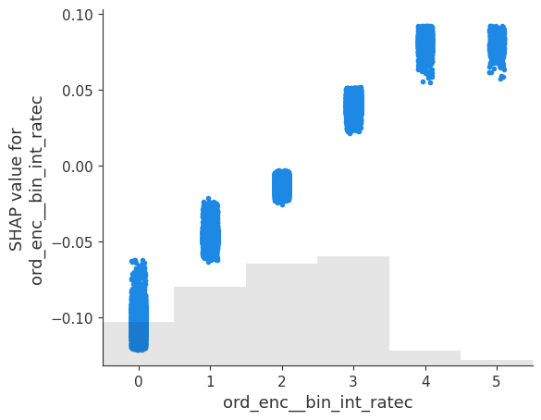 0.10
0.05
0.00
−0.05
−0.10
SHAP value for
ord_enc__bin_int_ratec
0 1 2 3 4 5
ord_enc__bin_int_ratec